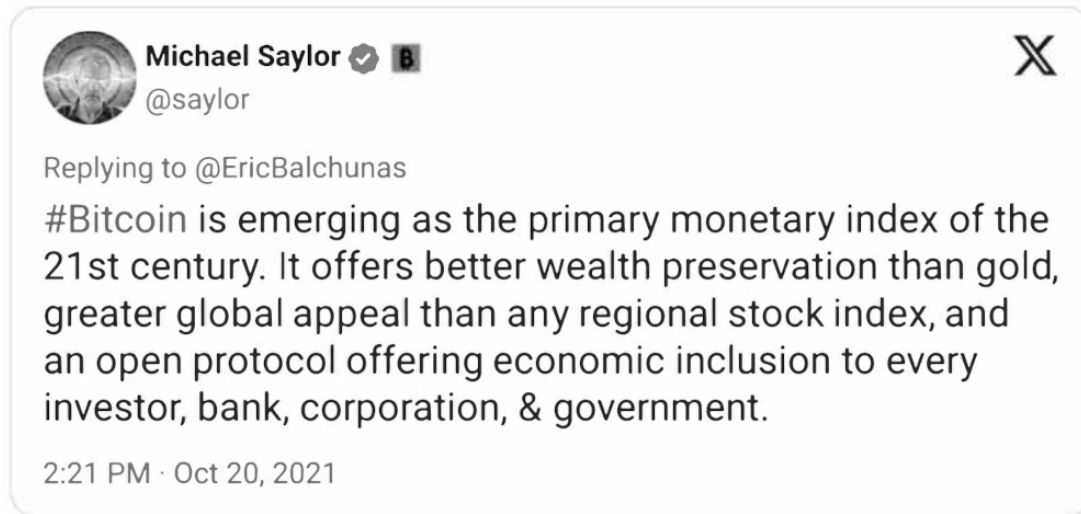 Michael Saylor
@saylor
Replying to @EricBalchunas
#Bitcoin is emerging as the primary monetary index of the
21st century. It offers better wealth preservation than gold,
greater global appeal than any regional stock index, and
an open protocol offering economic inclusion to every
investor, bank, corporation, & government.
2:21 PM · Oct 20, 2021